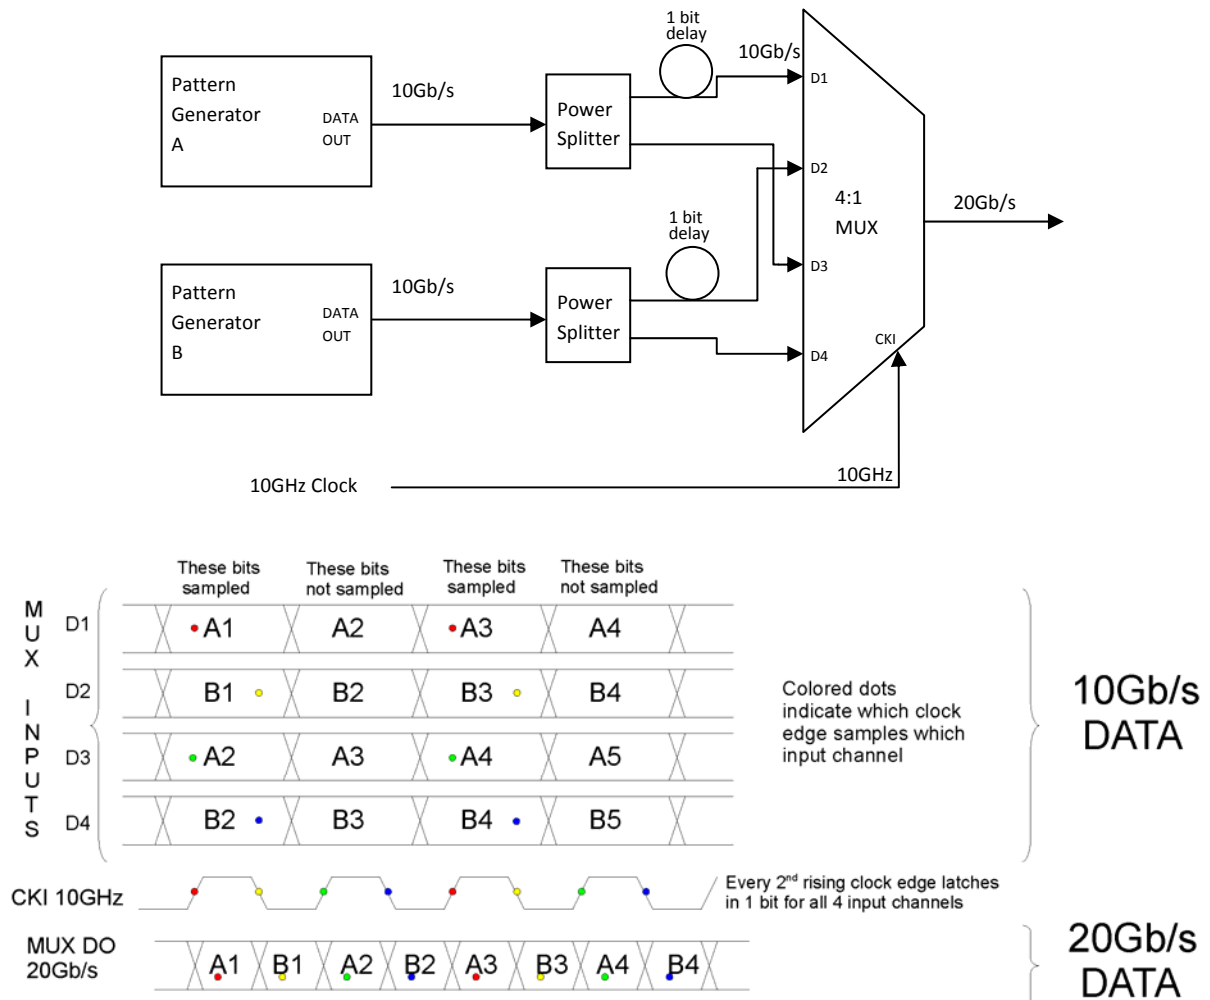 1 bit
delay
10Gb/s
Pattern
Generator
A
DATA
OUT
10Gb/s
Power
Splitter
D1
D2
4:1
MUX
20Gb/s
1 bit
delay
Pattern
Generator
B
DATA
OUT
10Gb/s
Power
Splitter
D3
CKI
D4
10GHz Clock
10GHz
These bits
sampled
These bits
not sampled
These bits
sampled
These bits
not sampled
MUX INPUTS
D1
A1
A2
A3
A4
D2
B1
B2
B3
B4
D3
A2
A3
A4
A5
D4
B2
B3
B4
B5
Colored dots
indicate which clock
edge samples which
input channel
10Gb/s
DATA
CKI 10GHz
Every 2nd rising clock edge latches
in 1 bit for all 4 input channels
MUX DO
20Gb/s
A1
B1
A2
B2
A3
B3
A4
B4
20Gb/s
DATA